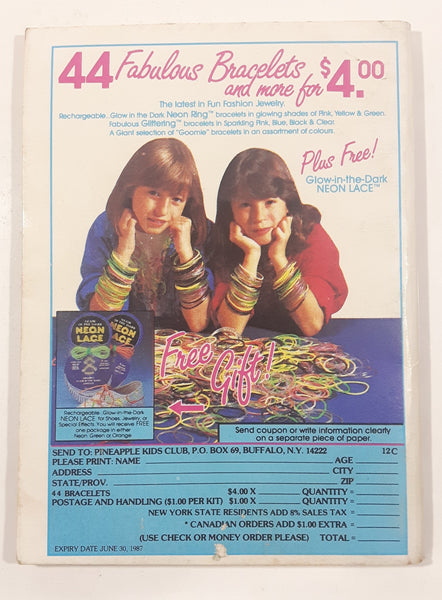 44 Fabulous Bracelets
and more for $4.00
The latest in Fun Fashion Jewelry.
Rechargeable..Glow in the Dark Neon Ring™ bracelets in glowing shades of Pink, Yellow & Green.
Fabulous Glittering™ bracelets in Sparkling Pink, Blue, Black & Clear.
A Giant selection of "Goomie" bracelets in an assortment of colours.
Plus Free!
Glow-in-the-Dark
NEON LACE™
NEON
LACE
NEON
LACE
Free
Gift!
Rechargeable..Glow-in-the-Dark
NEON LACE for Shoes, Jewelry, or
Special Effects. You will receive FREE
one package in either
Neon Green or Orange
Send coupon or write information clearly
on a separate piece of paper.
SEND TO: PINEAPPLE KIDS CLUB, P.O. BOX 69, BUFFALO, N.Y. 14222 12C
PLEASE PRINT: NAME AGE
ADDRESS CITY
STATE/PROV. ZIP
44 BRACELETS $4.00 X QUANTITY =
POSTAGE AND HANDLING ($1.00 PER KIT) $1.00 X QUANTITY =
NEW YORK STATE RESIDENTS ADD 8% SALES TAX =
* CANADIAN ORDERS ADD $1.00 EXTRA =
(USE CHECK OR MONEY ORDER PLEASE) TOTAL =
EXPIRY DATE JUNE 30, 1987